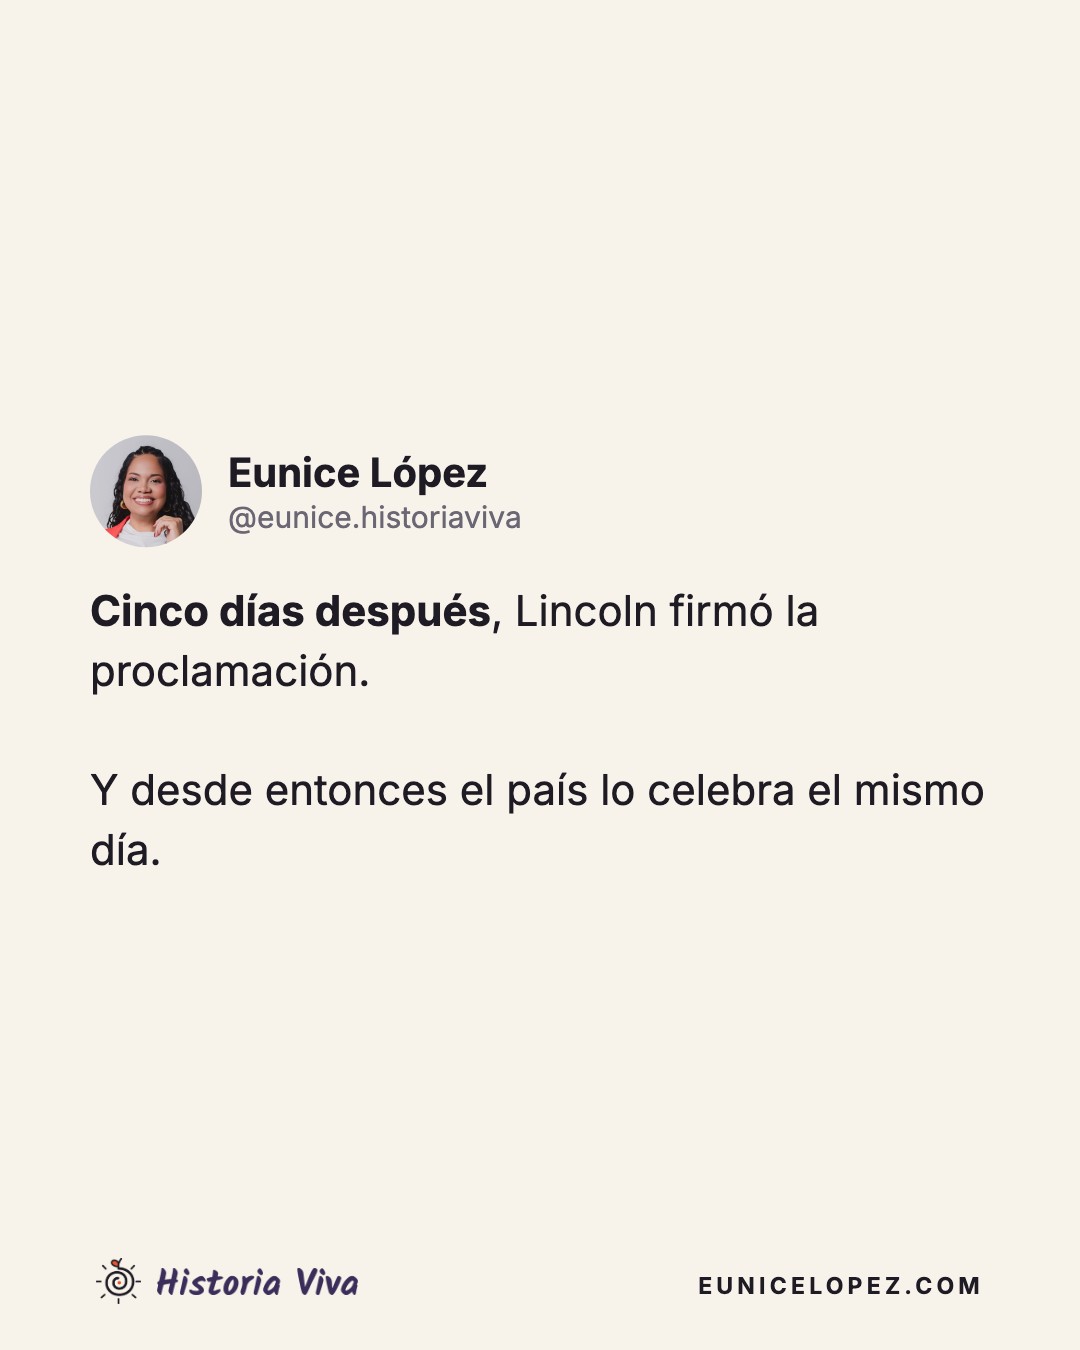 Eunice López
@eunice.historiaviva
Cinco días después, Lincoln firmó la
proclamación.
Y desde entonces el país lo celebra el mismo
día.
Historia Viva
EUNICELOPEZ.COM